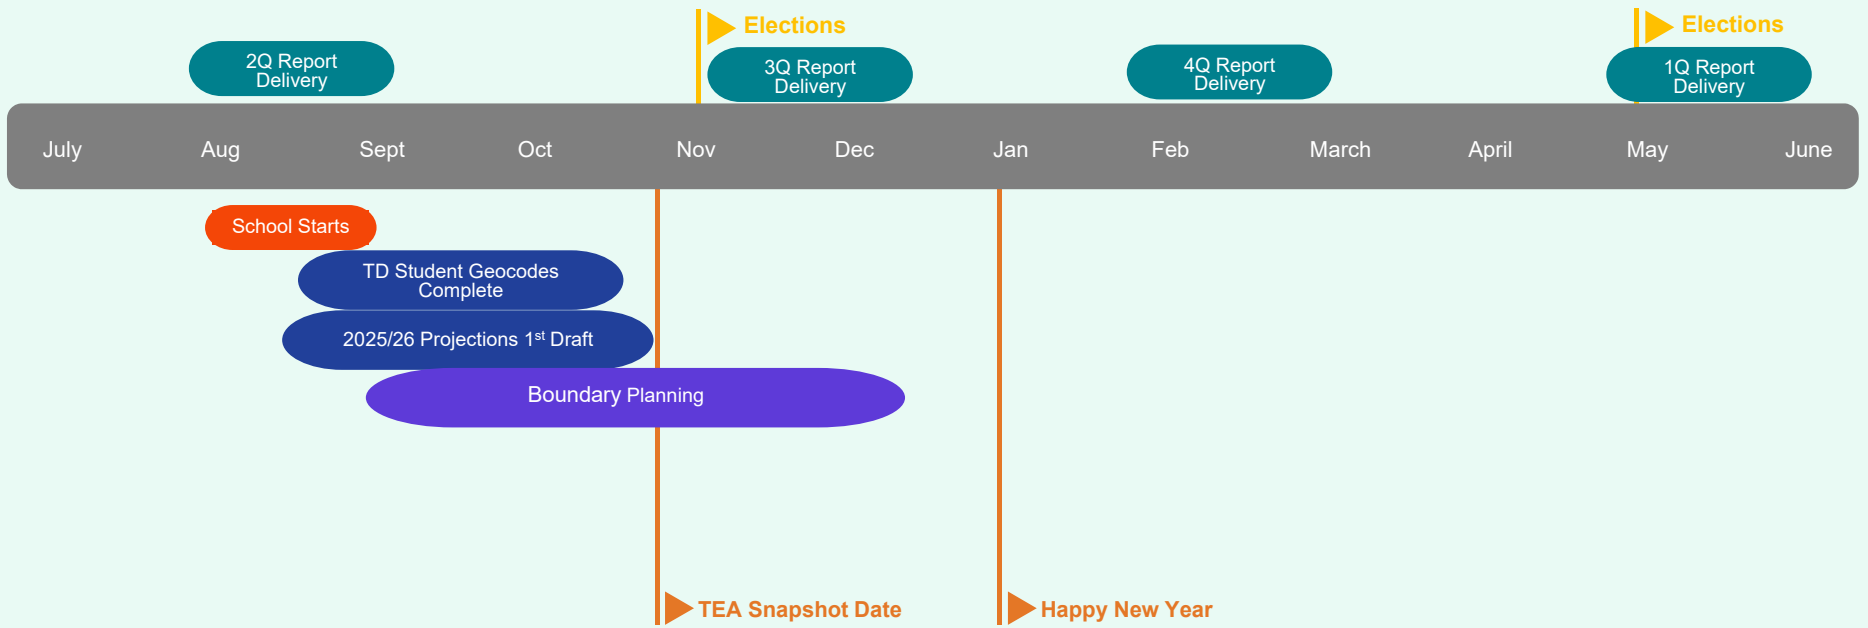 Elections
Elections
2Q Report
Delivery
3Q Report
Delivery
4Q Report
Delivery
1Q Report
Delivery
July Aug Sept Oct Nov Dec Jan Feb March April May June
School Starts
TD Student Geocodes
Complete
2025/26 Projections 1st Draft
Boundary Planning
TEA Snapshot Date
Happy New Year